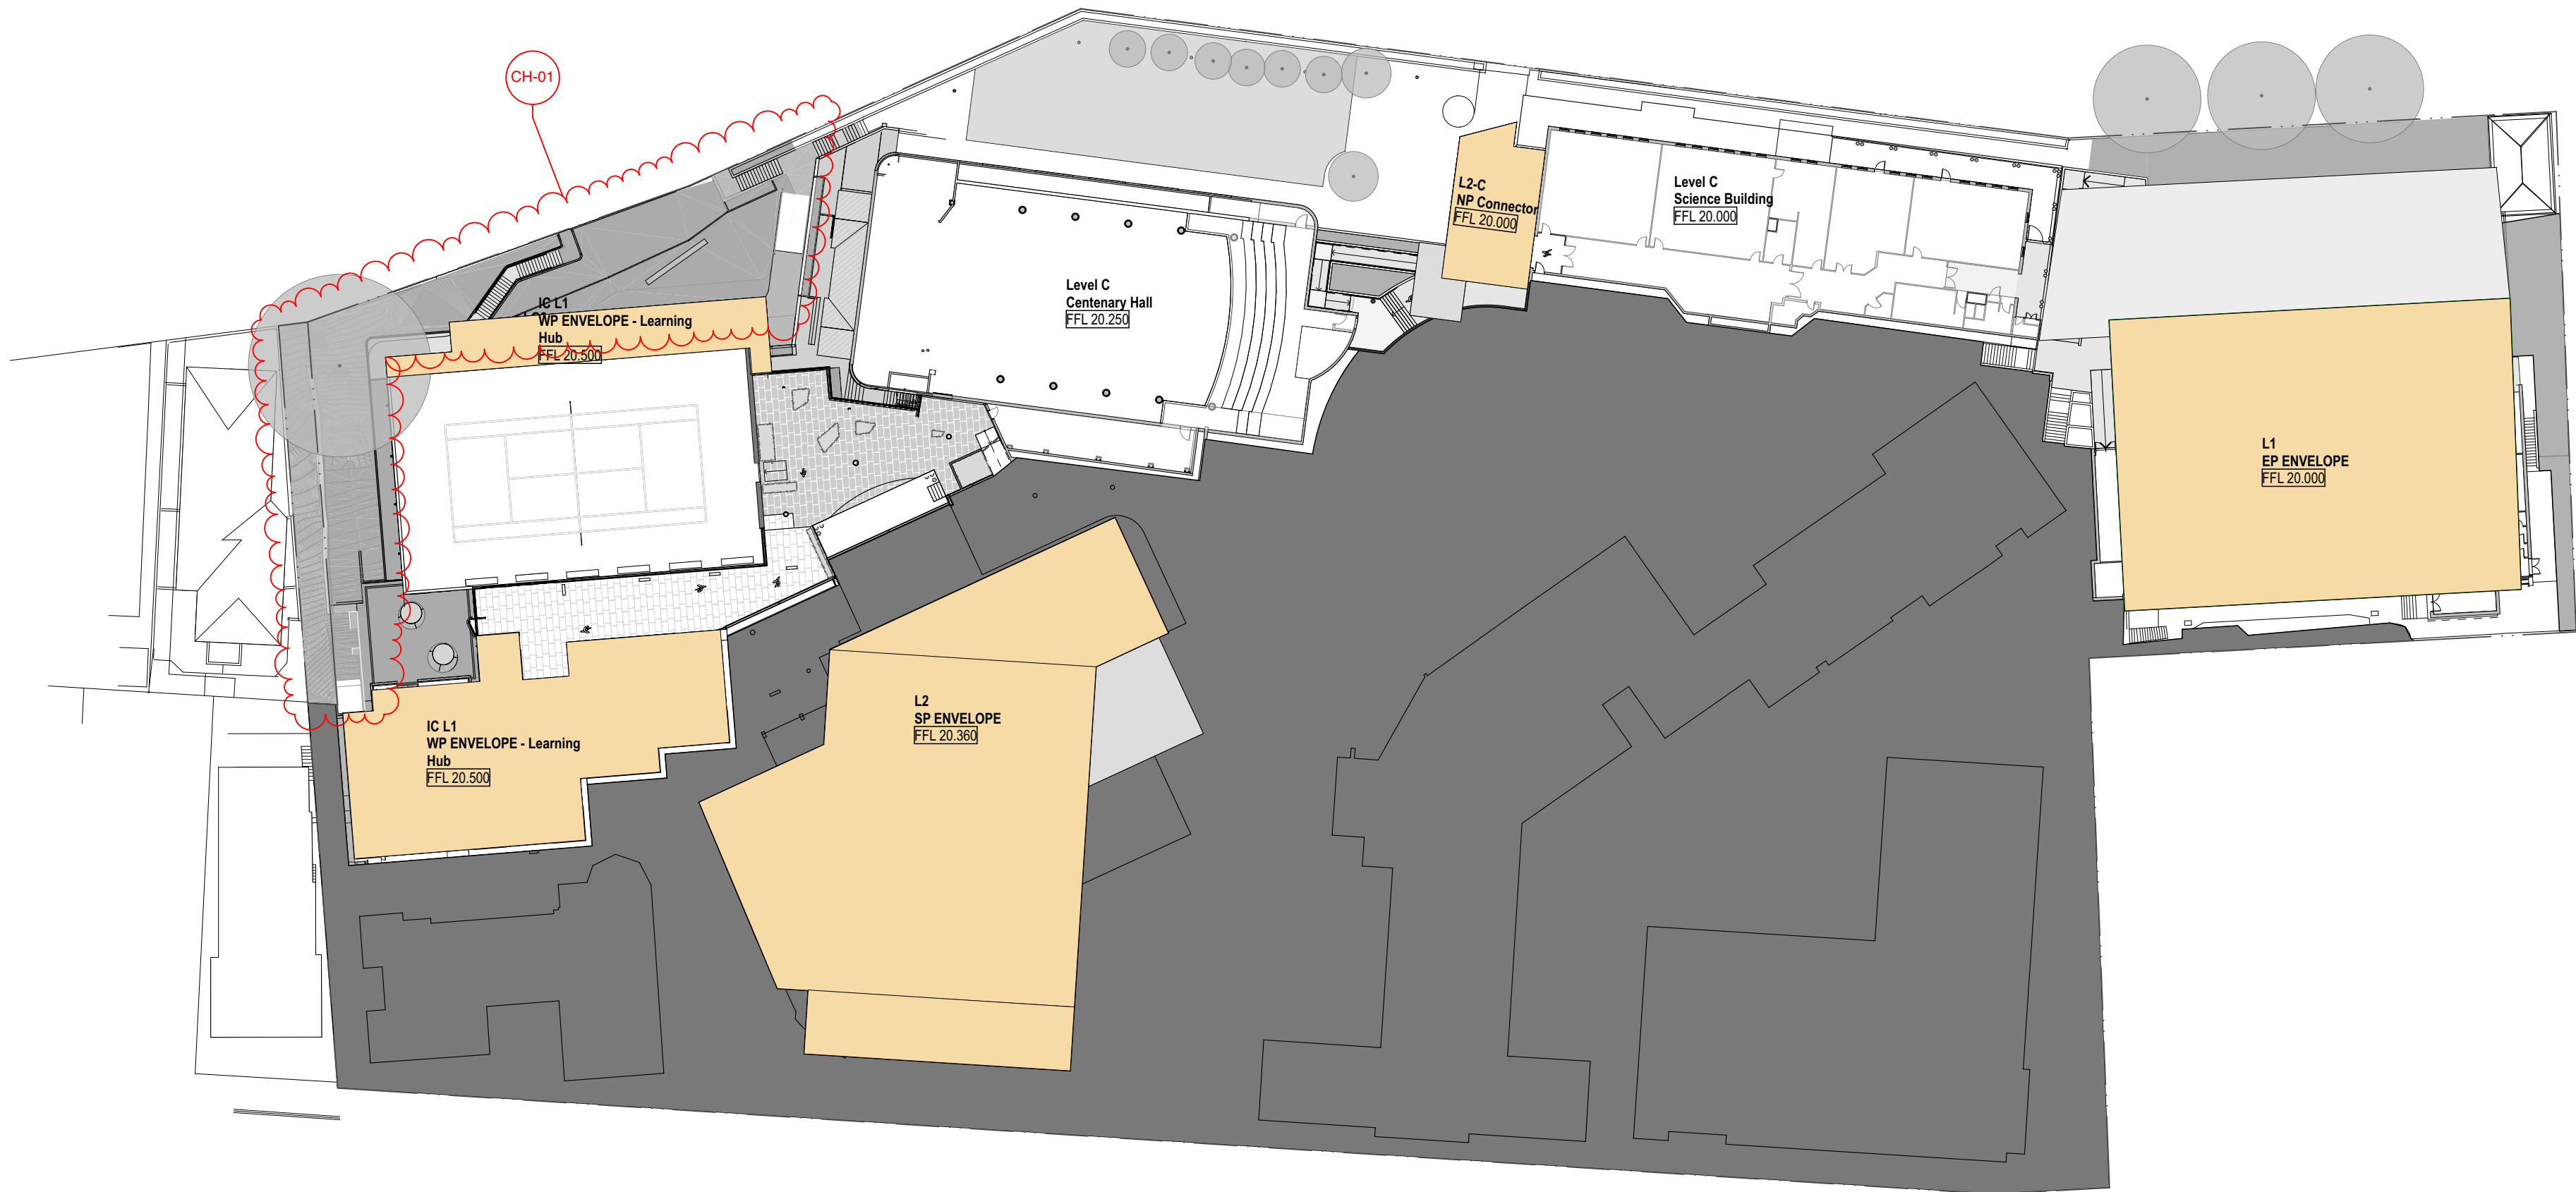 CH-01
L2-C
NP Connector
FFL 20.000
Level C
Science Building
FFL 20.000
Level C
Centenary Hall
FFL 20.250
IC L1
WP ENVELOPE - Learning
Hub
FFL 20.500
L1
EP ENVELOPE
FFL 20.000
L2
SP ENVELOPE
FFL 20.360
IC L1
WP ENVELOPE - Learning
Hub
FFL 20.500